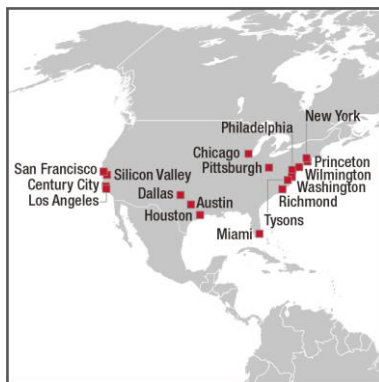 New York
Philadelphia
Chicago
Princeton
Pittsburgh
Wilmington
San Francisco
Silicon Valley
Washington
Century City
Dallas
Richmond
Los Angeles
Austin
Houston
Tysons
Miami